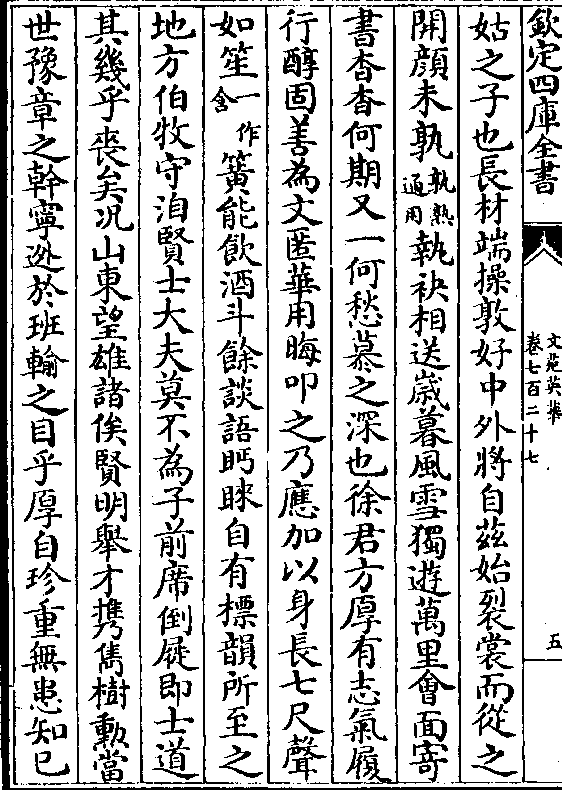 欽定四庫全書
文苑英華
卷七百二十七
五
姑之子也長材端操敦好中外將自茲始裂裳而從之
開顔未孰孰熟通用執袂相送歳暮風雪獨遊萬里會面寄
書杳杳何期又一何愁慕之深也徐君方厚有志氣履
行醇固善為文匿華用晦叩之乃應加以身長七尺聲
如笙一作含簧能飲酒斗餘談語眄睞自有標韻所至之
地方伯牧守洎賢士大夫莫不為子前席倒屣即士道
其幾乎喪矣况山東望雄諸侯賢明舉才携雋樹勳當
世豫章之幹寧迯於班輸之目乎厚自珍重無患知已